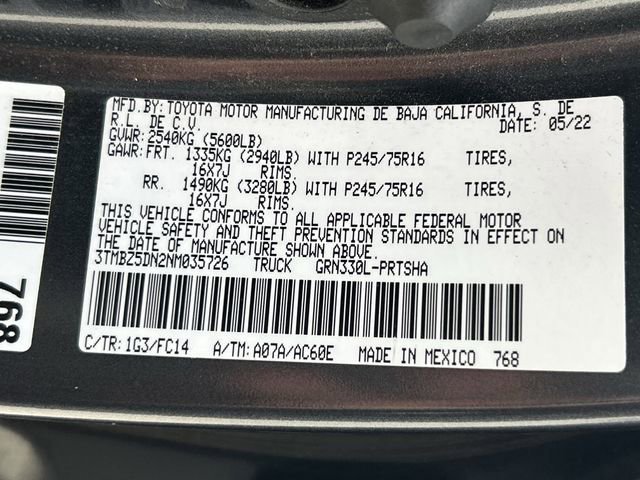 MFD.BY:TOYOTA MOTOR MANUFACTURING DE BAJA CALIFORNIA, S. DE
R.L. DE C.V. DATE: 05/22
GVWR:2540KG (5600LB)
GAWR:FRT. 1335KG (2940LB) WITH P245/75R16 TIRES,
16X7J RIMS.
RR. 1490KG (3280LB) WITH P245/75R16 TIRES,
16X7J RIMS.
THIS VEHICLE CONFORMS TO ALL APPLICABLE FEDERAL MOTOR
VEHICLE SAFETY AND THEFT PREVENTION STANDARDS IN EFFECT ON
THE DATE OF MANUFACTURE SHOWN ABOVE.
3TMBZ5DN2NM035726 TRUCK GRN330L-PRTSHA
C/TR:1G3/FC14 A/TM:A07A/AC60E MADE IN MEXICO 768
768